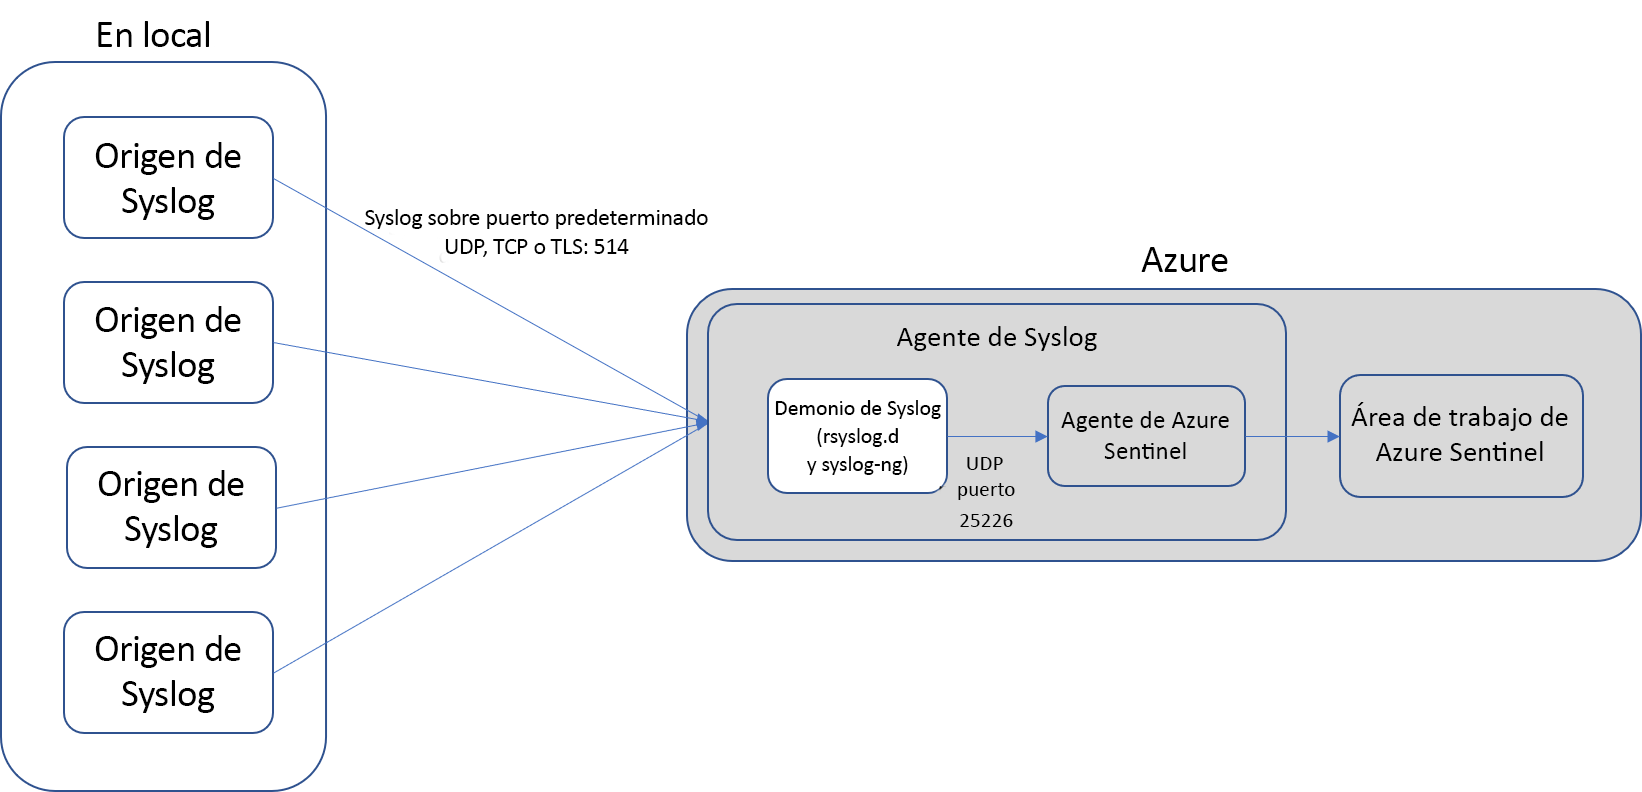 En local
Origen de
Syslog
Origen de
Syslog
Origen de
Syslog
Origen de
Syslog
Syslog sobre puerto predeterminado
UDP, TCP o TLS: 514
Azure
Agente de Syslog
Demonio de Syslog
(rsyslog.d
y syslog-ng)
UDP
puerto
25226
Agente de Azure
Sentinel
Área de trabajo de
Azure Sentinel